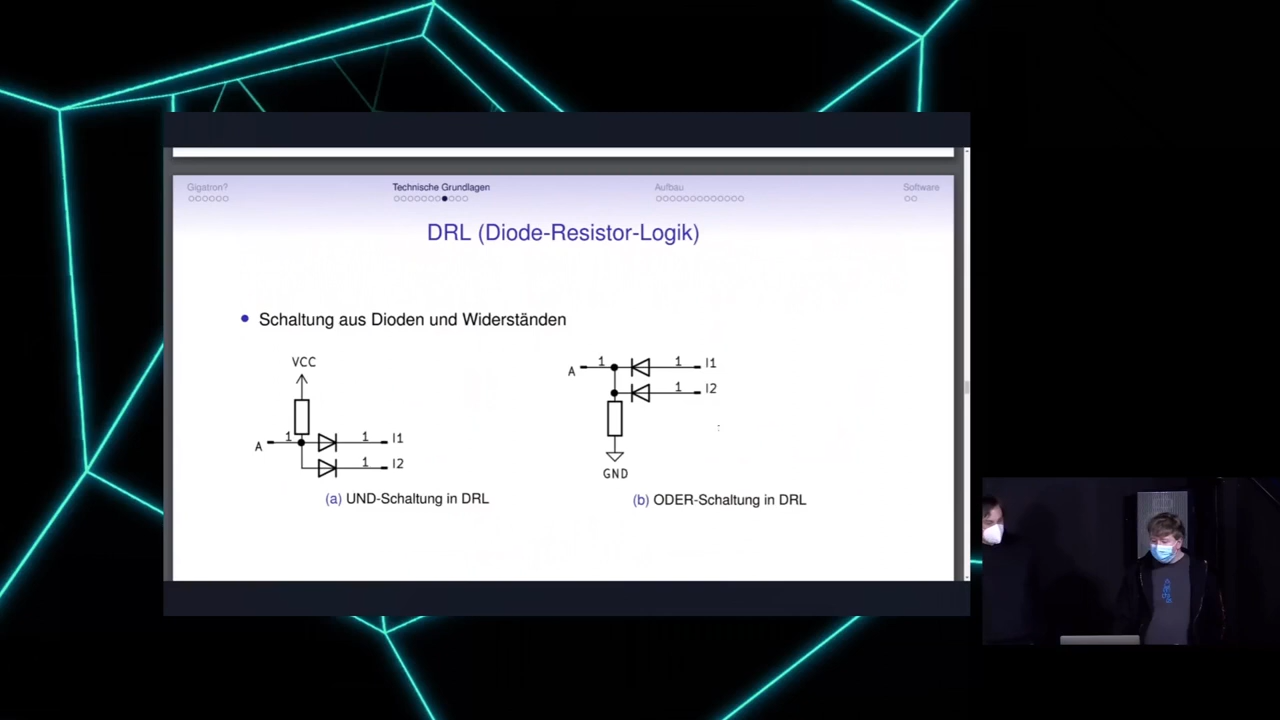 Gigatron?
Technische Grundlagen
Aufbau
Software
DRL (Diode-Resistor-Logik)
Schaltung aus Dioden und Widerständen
VCC
A 1 1 I1
1 I2
(a) UND-Schaltung in DRL
A 1 1 I1
1 I2
GND
(b) ODER-Schaltung in DRL